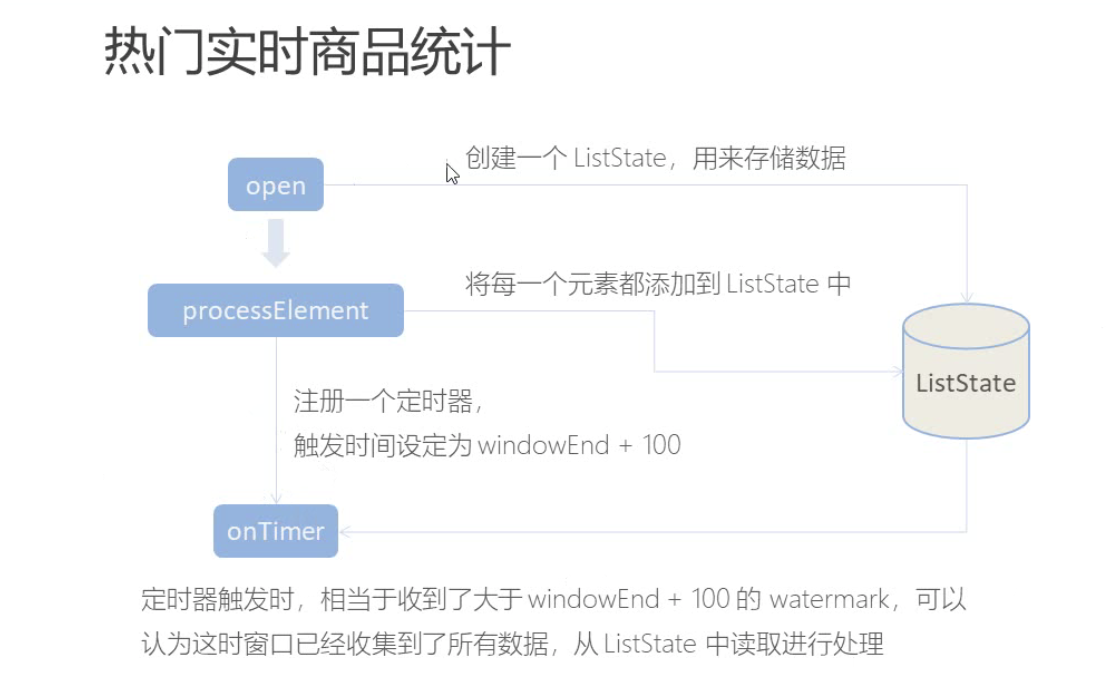 热门实时商品统计
创建一个 ListState，用来存储数据
open
将每一个元素都添加到 ListState 中
processElement
ListState
注册一个定时器，
触发时间设定为 windowEnd + 100
onTimer
定时器触发时，相当于收到了大于 windowEnd + 100 的 watermark，可以
认为这时窗口已经收集到了所有数据，从 ListState 中读取进行处理